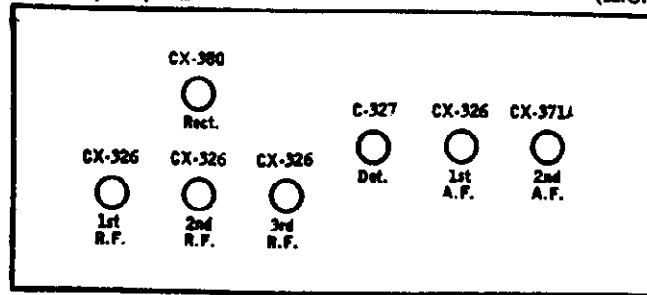 CX-380
Rect.
C-327 CX-326 CX-371A
Det. 1st 2nd
A.F. A.F.
CX-326 CX-326 CX-326
1st 2nd 3rd
R.F. R.F. R.F.